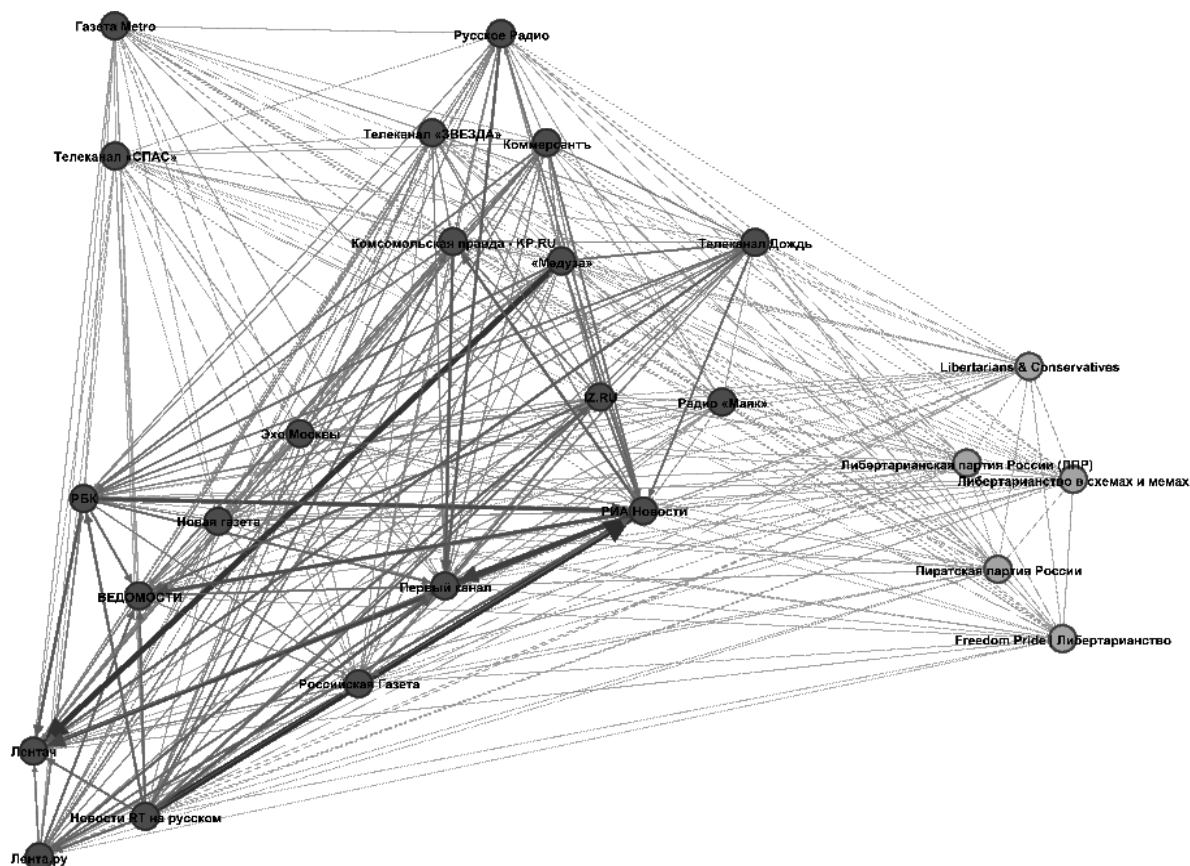 Газета Metro
Русское Радио
Телеканал «ЗВЕЗДА»
Коммерсантъ
Телеканал «СПАС»
Комсомольская правда - KP.RU
Телеканал Дождь
«Медуза»
Libertarians & Conservatives
IZ.RU
Радио «Маяк»
Эхо Москвы
Либертарианская партия России (ЛПР)
Либертарианство в схемах и мемах
РБК
Новая газета
РИА Новости
Пиратская партия России
Первый канал
ВЕДОМОСТИ
Freedom Pride | Либертарианство
Российская Газета
Лентач
Новости RT на русском
Лента.ру